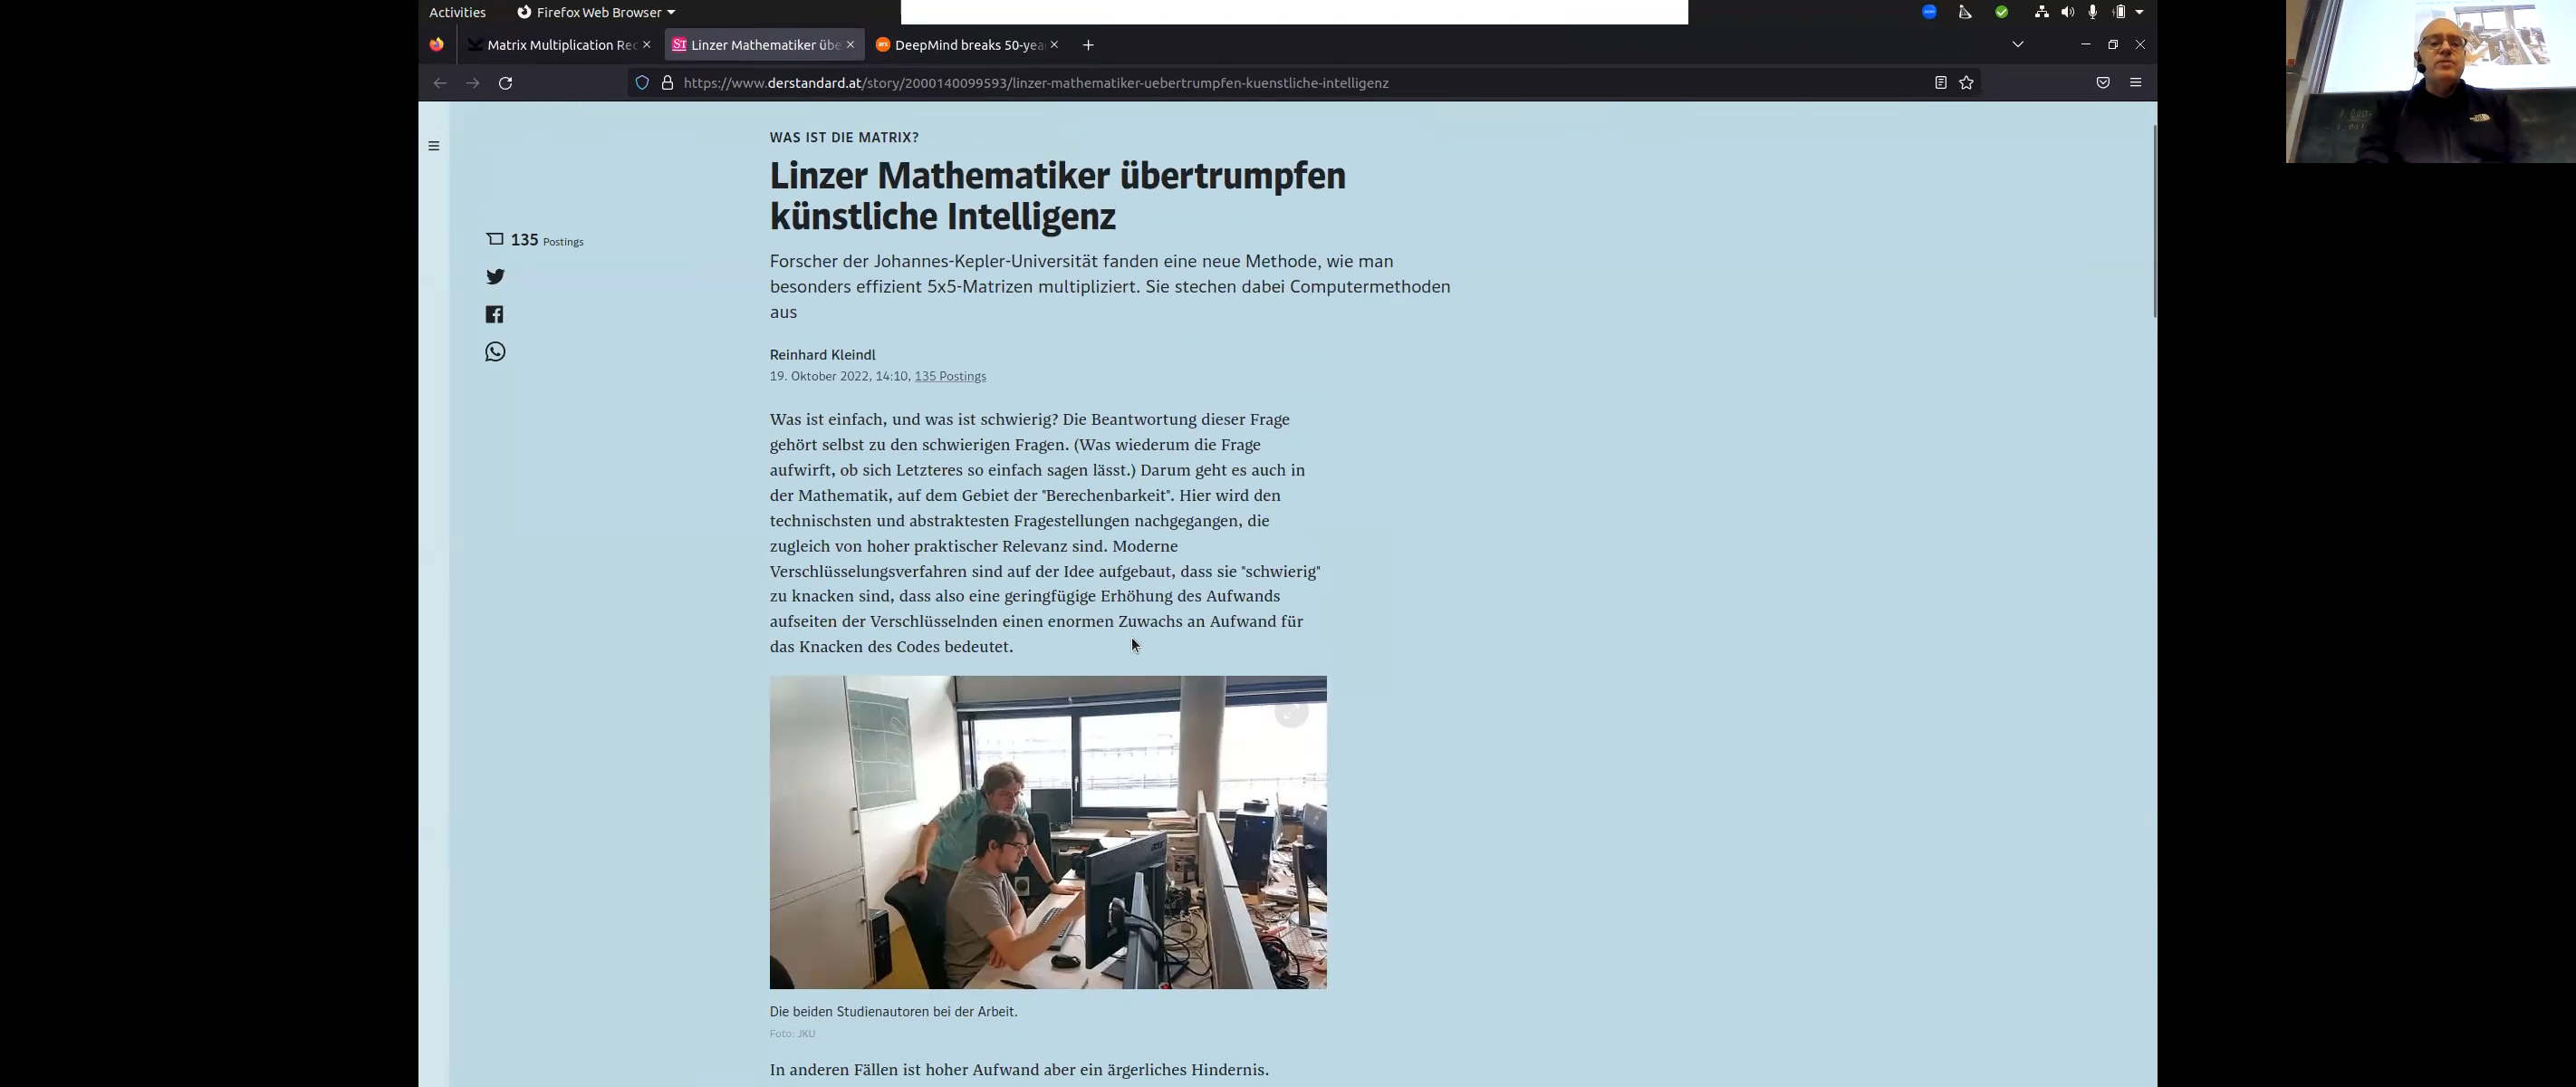 Activities
Firefox Web Browser
Matrix Multiplication Rec
Linzer Mathematiker übe
DeepMind breaks 50-yea
https://www.derstandard.at/story/2000140099593/linzer-mathematiker-uebertrumpfen-kuenstliche-intelligenz
WAS IST DIE MATRIX?
Linzer Mathematiker übertrumpfen
künstliche Intelligenz
135 Postings
Forscher der Johannes-Kepler-Universität fanden eine neue Methode, wie man
besonders effizient 5x5-Matrizen multipliziert. Sie stechen dabei Computermethoden
aus
Reinhard Kleindl
19. Oktober 2022, 14:10, 135 Postings
Was ist einfach, und was ist schwierig? Die Beantwortung dieser Frage
gehört selbst zu den schwierigen Fragen. (Was wiederum die Frage
aufwirft, ob sich Letzteres so einfach sagen lässt.) Darum geht es auch in
der Mathematik, auf dem Gebiet der "Berechenbarkeit". Hier wird den
technischsten und abstraktesten Fragestellungen nachgegangen, die
zugleich von hoher praktischer Relevanz sind. Moderne
Verschlüsselungsverfahren sind auf der Idee aufgebaut, dass sie "schwierig"
zu knacken sind, dass also eine geringfügige Erhöhung des Aufwands
aufseiten der Verschlüsselnden einen enormen Zuwachs an Aufwand für
das Knacken des Codes bedeutet.
Die beiden Studienautoren bei der Arbeit.
Foto: JKU
In anderen Fällen ist hoher Aufwand aber ein ärgerliches Hindernis.